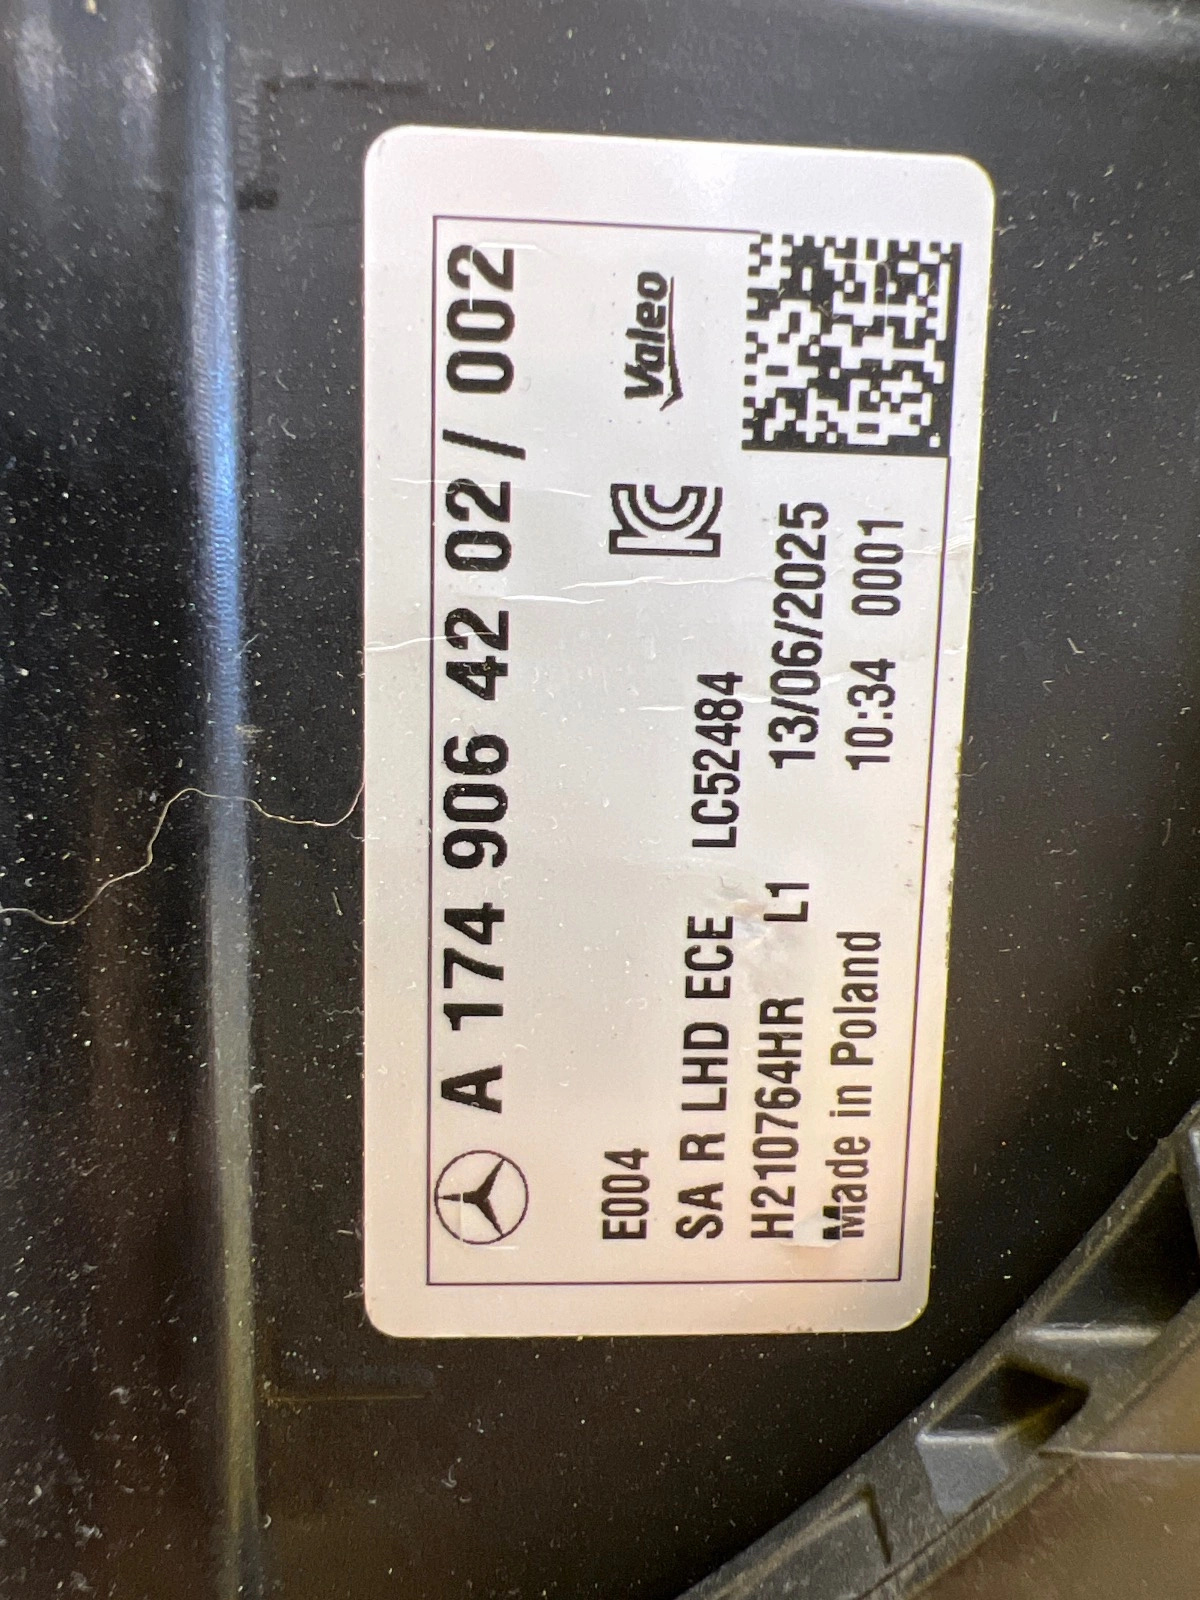 A 174 906 42 02 / 002
E004
Valeo
SA R LHD ECE LC52484
H210764HR L1 13/06/2025
Made in Poland 10:34 0001